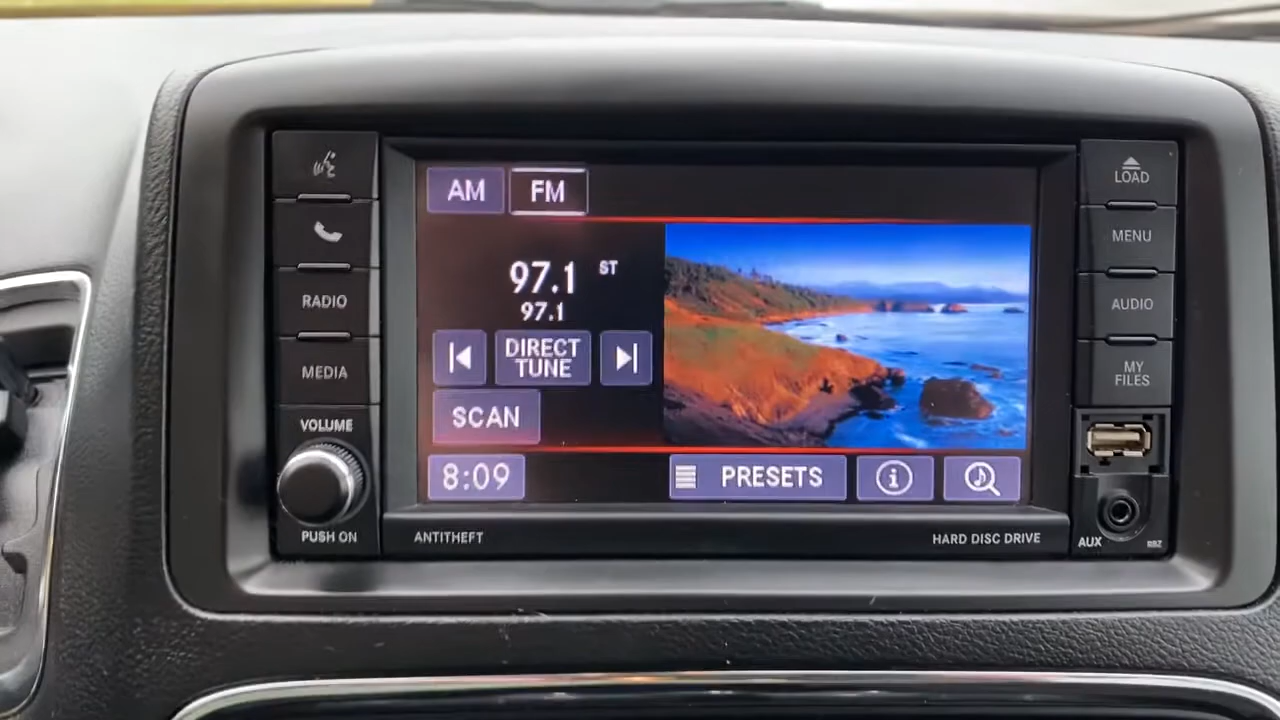 AM
FM
97.1 ST
97.1
DIRECT
TUNE
SCAN
8:09
PRESETS
i
RADIO
MEDIA
VOLUME
PUSH ON
LOAD
MENU
AUDIO
MY
FILES
ANTITHEFT
HARD DISC DRIVE
AUX
RBZ